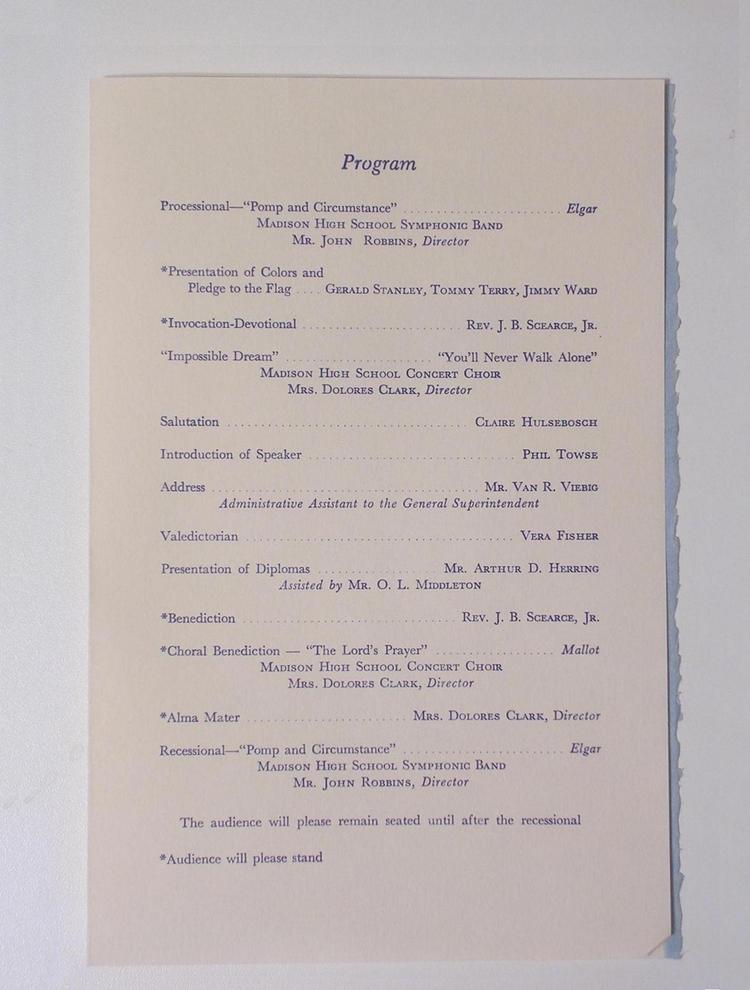 Program
Processional—“Pomp and Circumstance” ........................ Elgar
Madison High School Symphonic Band
Mr. John Robbins, Director
*Presentation of Colors and
Pledge to the Flag .... Gerald Stanley, Tommy Terry, Jimmy Ward
*Invocation-Devotional ........................ Rev. J. B. Scearce, Jr.
“Impossible Dream” ...................... “You’ll Never Walk Alone”
Madison High School Concert Choir
Mrs. Dolores Clark, Director
Salutation .................................... Claire Hulsebosch
Introduction of Speaker ................................ Phil Towse
Address ......................................... Mr. Van R. Viebig
Administrative Assistant to the General Superintendent
Valedictorian ......................................... Vera Fisher
Presentation of Diplomas .................. Mr. Arthur D. Herring
Assisted by Mr. O. L. Middleton
*Benediction ................................. Rev. J. B. Scearce, Jr.
*Choral Benediction — “The Lord’s Prayer” .................. Mallot
Madison High School Concert Choir
Mrs. Dolores Clark, Director
*Alma Mater ........................ Mrs. Dolores Clark, Director
Recessional—“Pomp and Circumstance” ........................ Elgar
Madison High School Symphonic Band
Mr. John Robbins, Director
The audience will please remain seated until after the recessional
*Audience will please stand